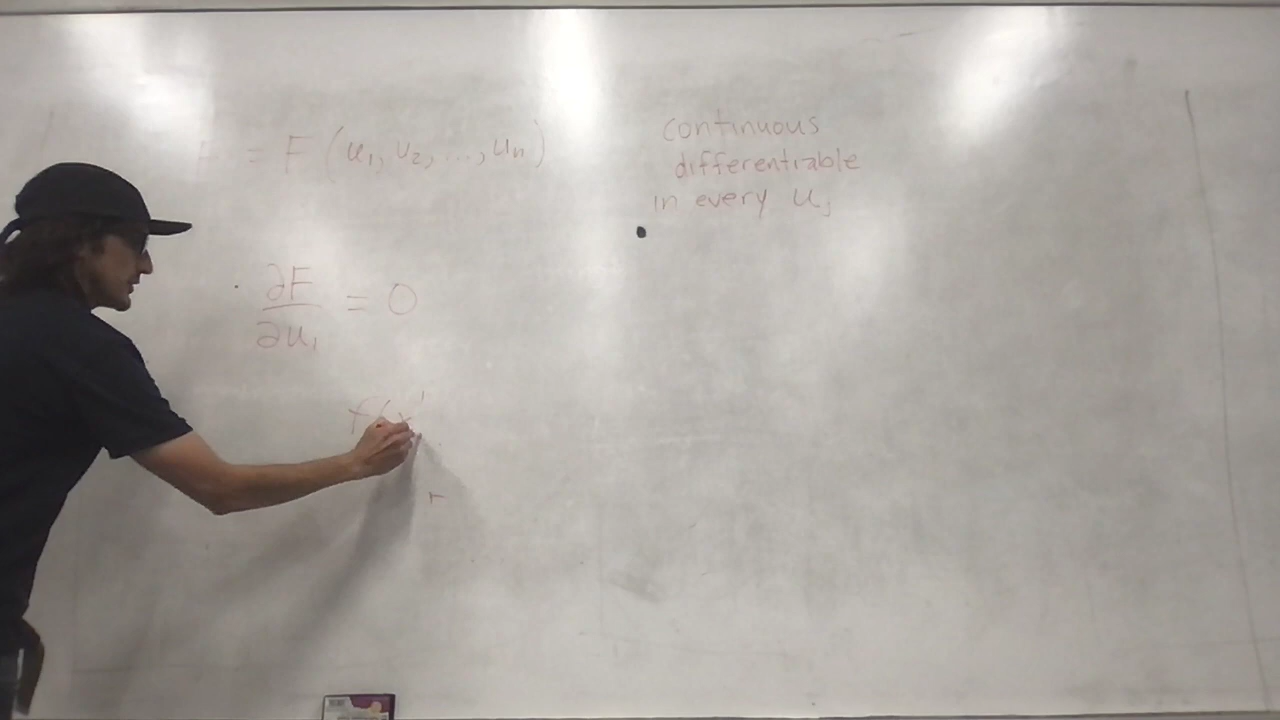 F = F (u₁, u₂, ..., uₙ)
continuous
differentiable
in every uⱼ
∂F
∂u₁
= 0
f(x
r